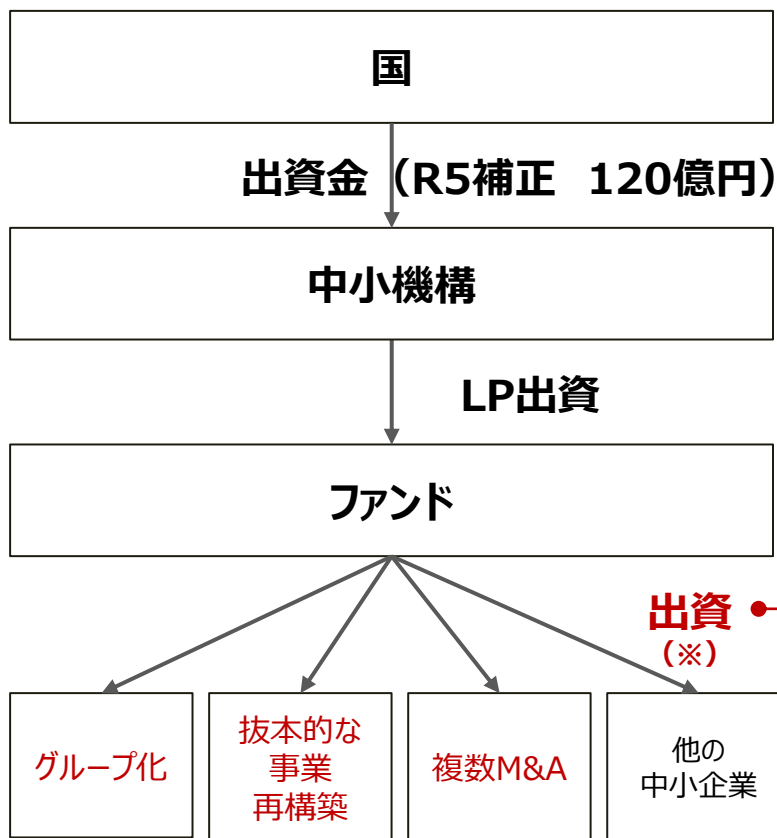 国
出資金（R5補正 120億円）
中小機構
LP出資
ファンド
出資
（※）
グループ化
抜本的な
事業
再構築
複数M&A
他の
中小企業